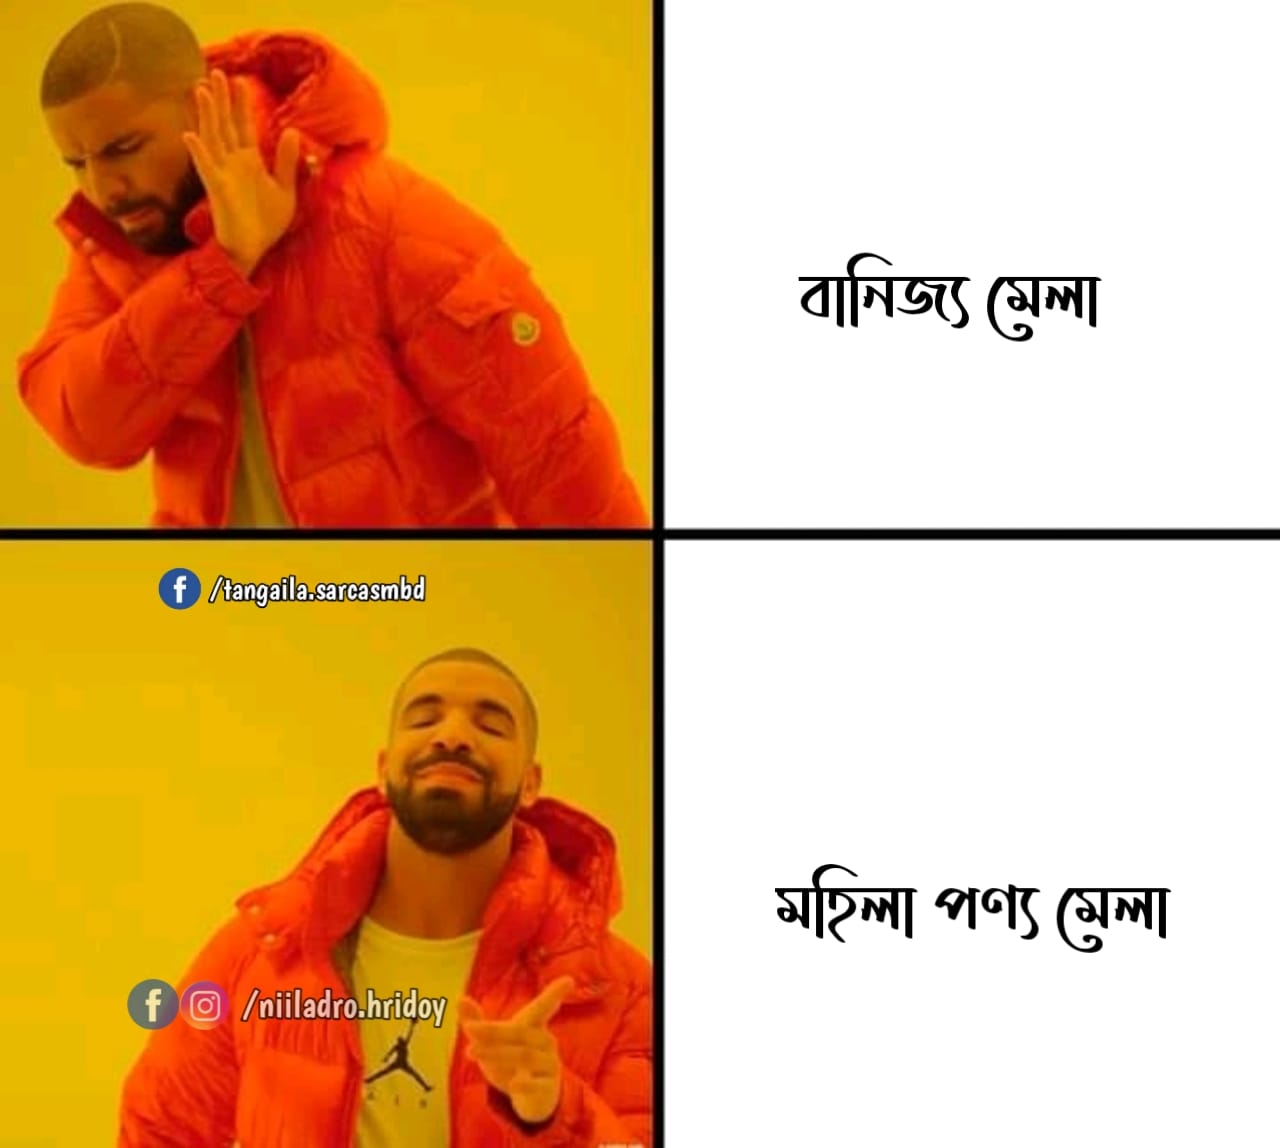 বানিজ্য মেলা
/tangaila.sarcasmbd
মহিলা পণ্য মেলা
/niiladro.hridoy